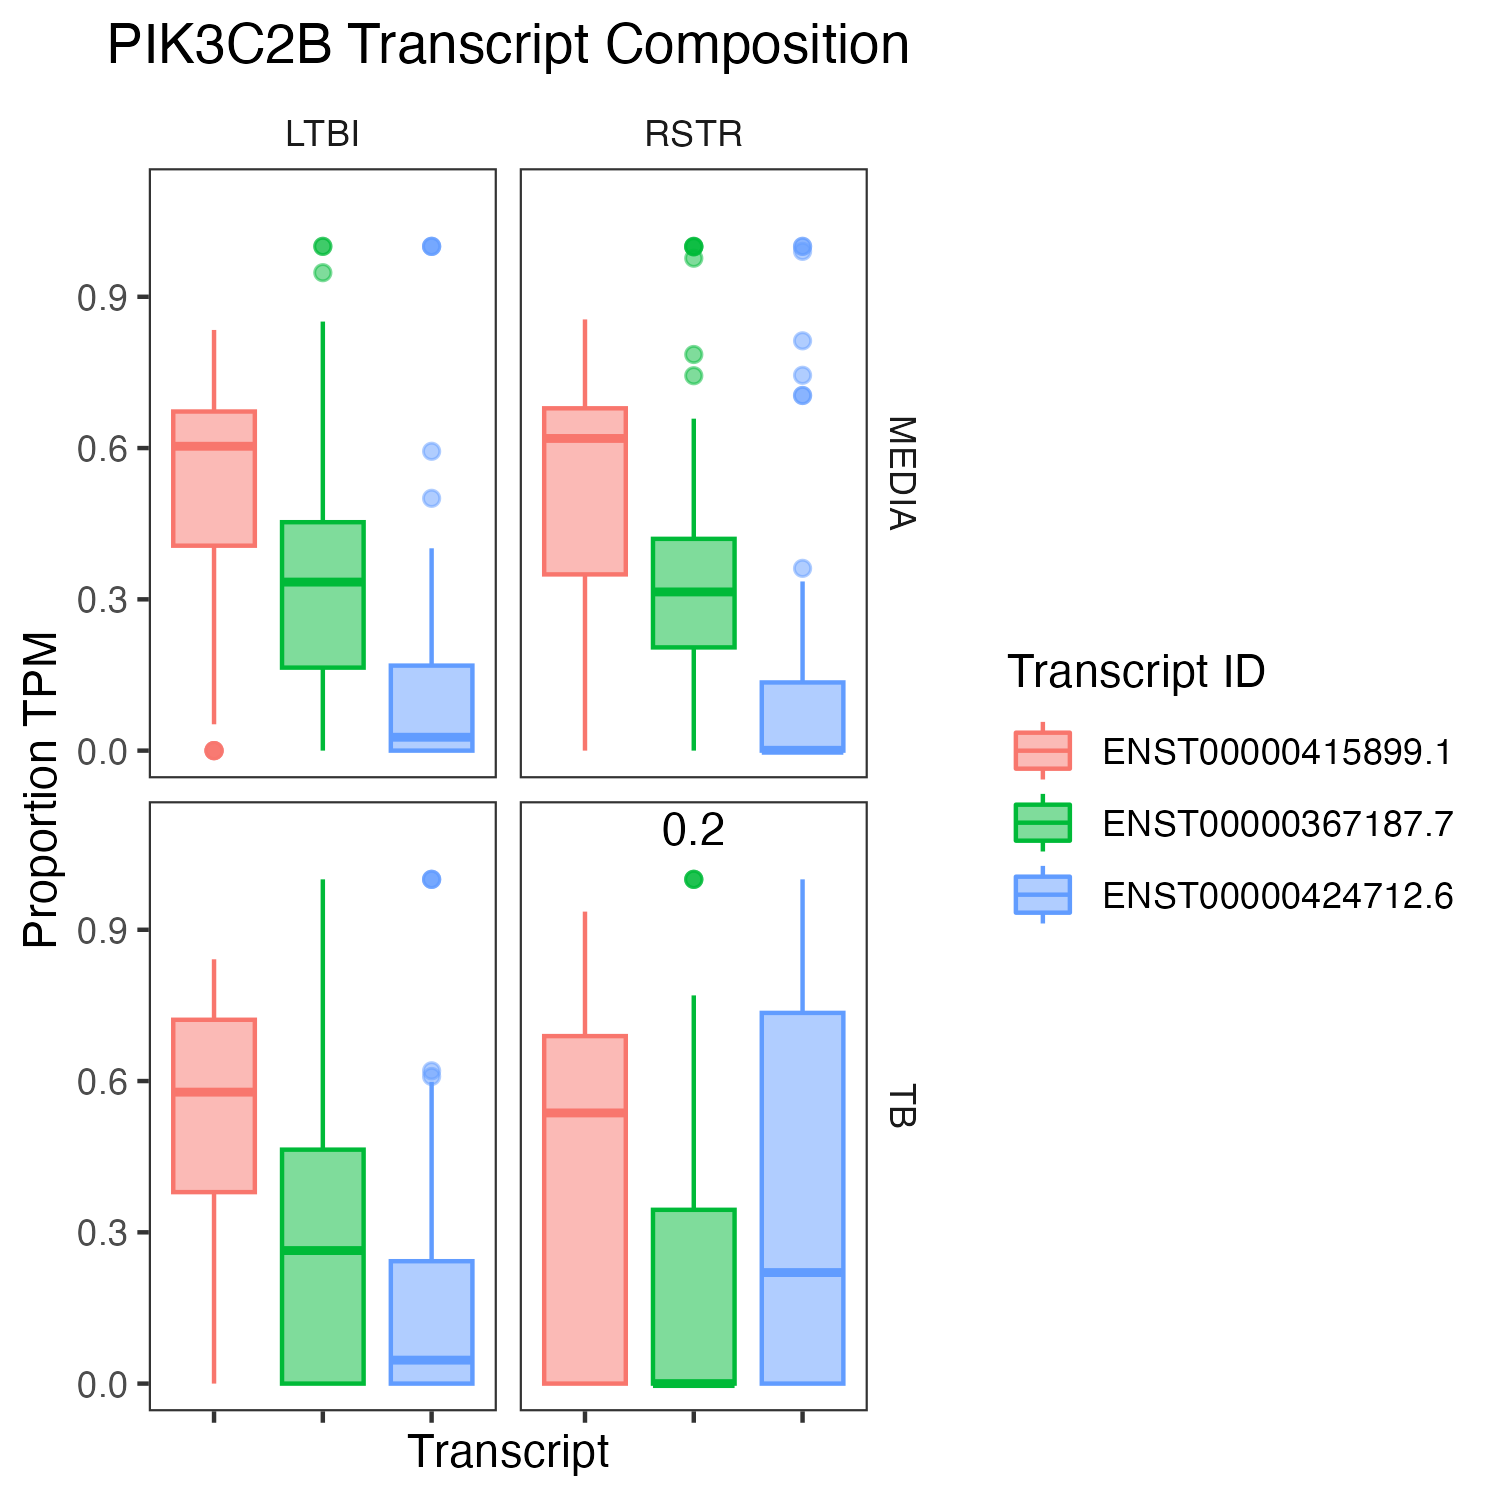 PIK3C2B Transcript Composition
LTBI
RSTR
0.9
0.6
0.3
0.0
MEDIA
0.2
0.9
0.6
0.3
0.0
TB
Proportion TPM
Transcript
Transcript ID
ENST00000415899.1
ENST00000367187.7
ENST00000424712.6